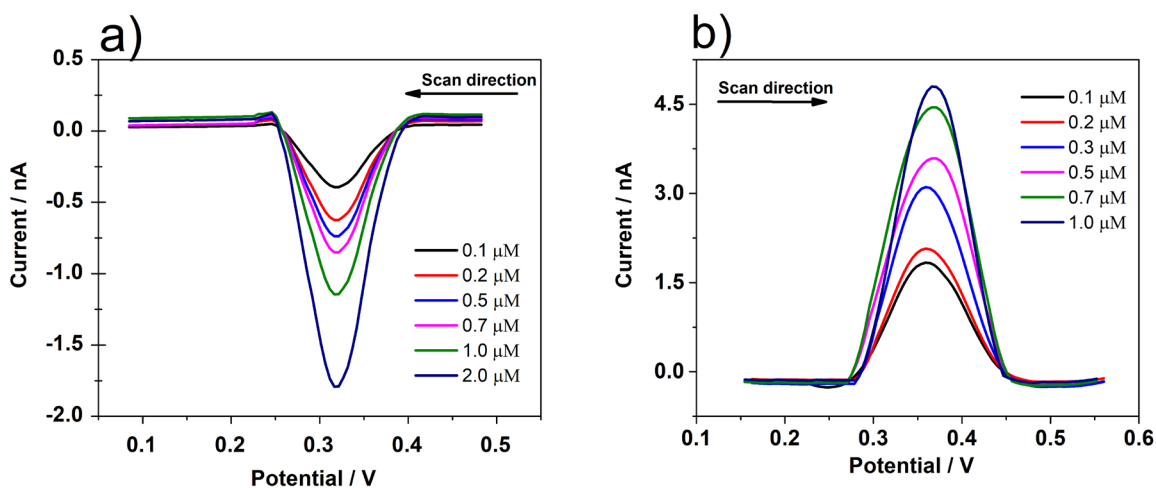 a)
0.5
0.0
-0.5
-1.0
-1.5
-2.0
Current / nA
Scan direction
0.1 μM
0.2 μM
0.5 μM
0.7 μM
1.0 μM
2.0 μM
0.1 0.2 0.3 0.4 0.5
Potential / V
b)
4.5
3.0
1.5
0.0
Current / nA
Scan direction
0.1 μM
0.2 μM
0.3 μM
0.5 μM
0.7 μM
1.0 μM
0.1 0.2 0.3 0.4 0.5 0.6
Potential / V